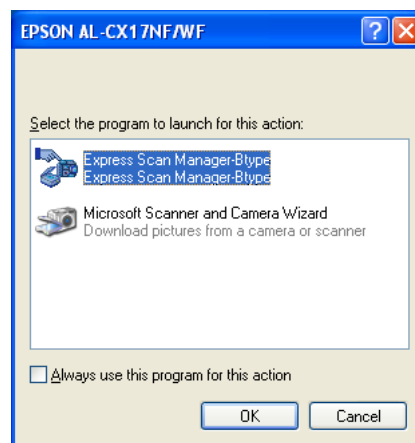 EPSON AL-CX17NF/WF
Select the program to launch for this action:
Express Scan Manager-Btype
Express Scan Manager-Btype
Microsoft Scanner and Camera Wizard
Download pictures from a camera or scanner
Always use this program for this action
OK Cancel